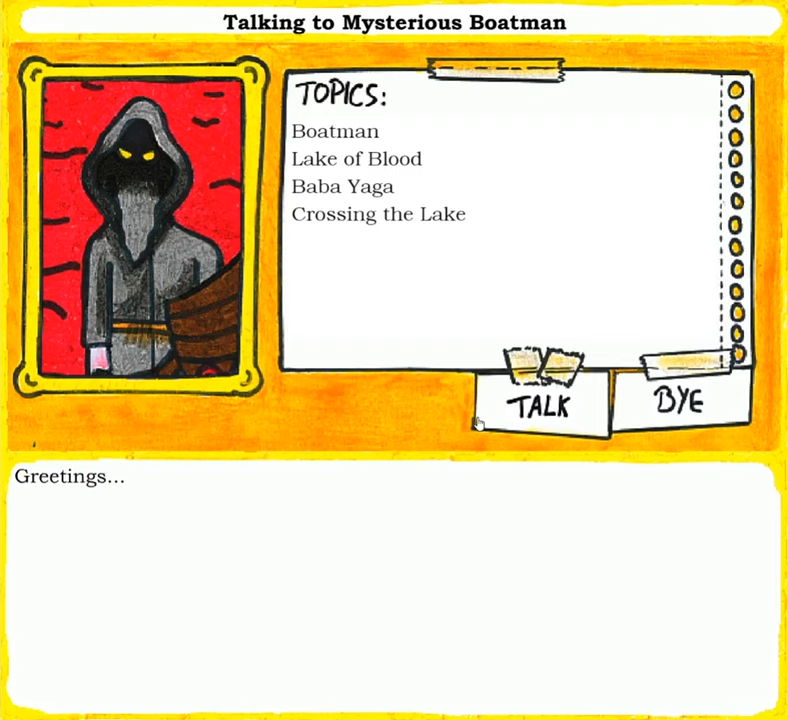 Talking to Mysterious Boatman
TOPICS:
Boatman
Lake of Blood
Baba Yaga
Crossing the Lake
TALK
BYE
Greetings...